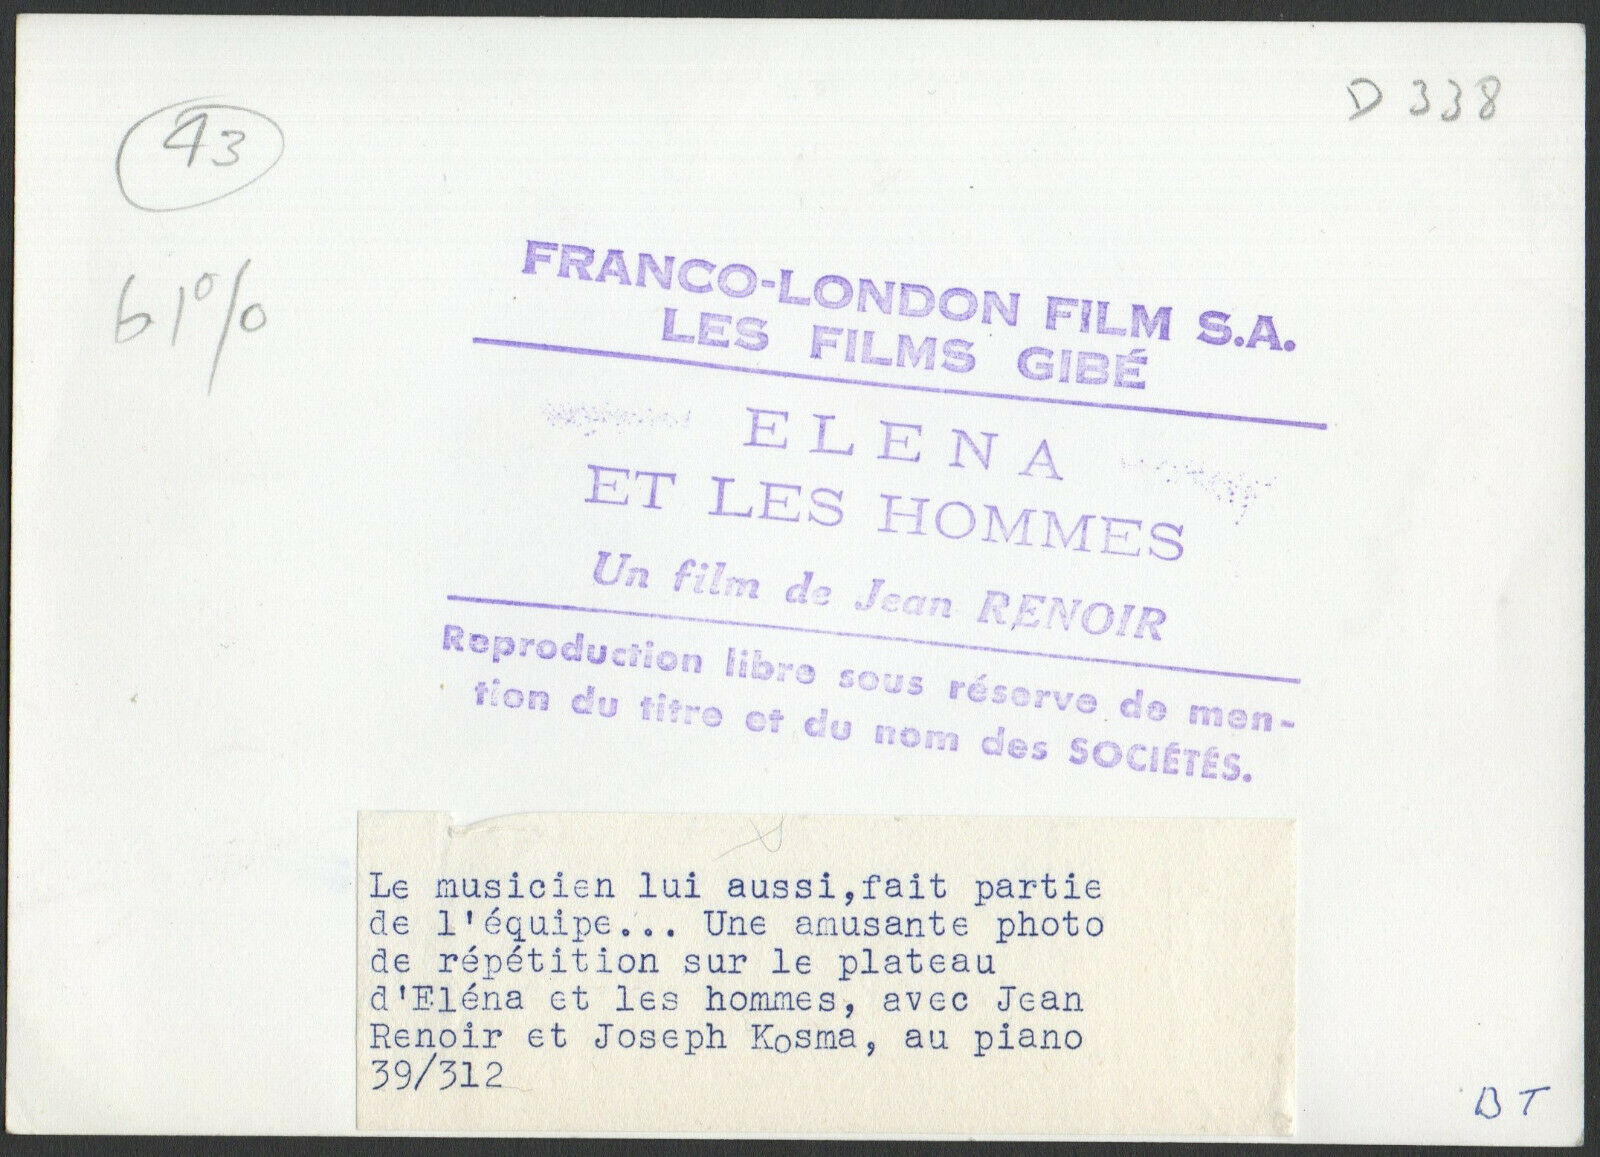 43
D 338
61%
FRANCO-LONDON FILM S.A.
LES FILMS GIBÉ
ELENA
ET LES HOMMES
Un film de Jean RENOIR
Reproduction libre sous réserve de men-
tion du titre et du nom des SOCIÉTÉS.
Le musicien lui aussi,fait partie
de l'équipe... Une amusante photo
de répétition sur le plateau
d'Eléna et les hommes, avec Jean
Renoir et Joseph Kosma, au piano
39/312
BT